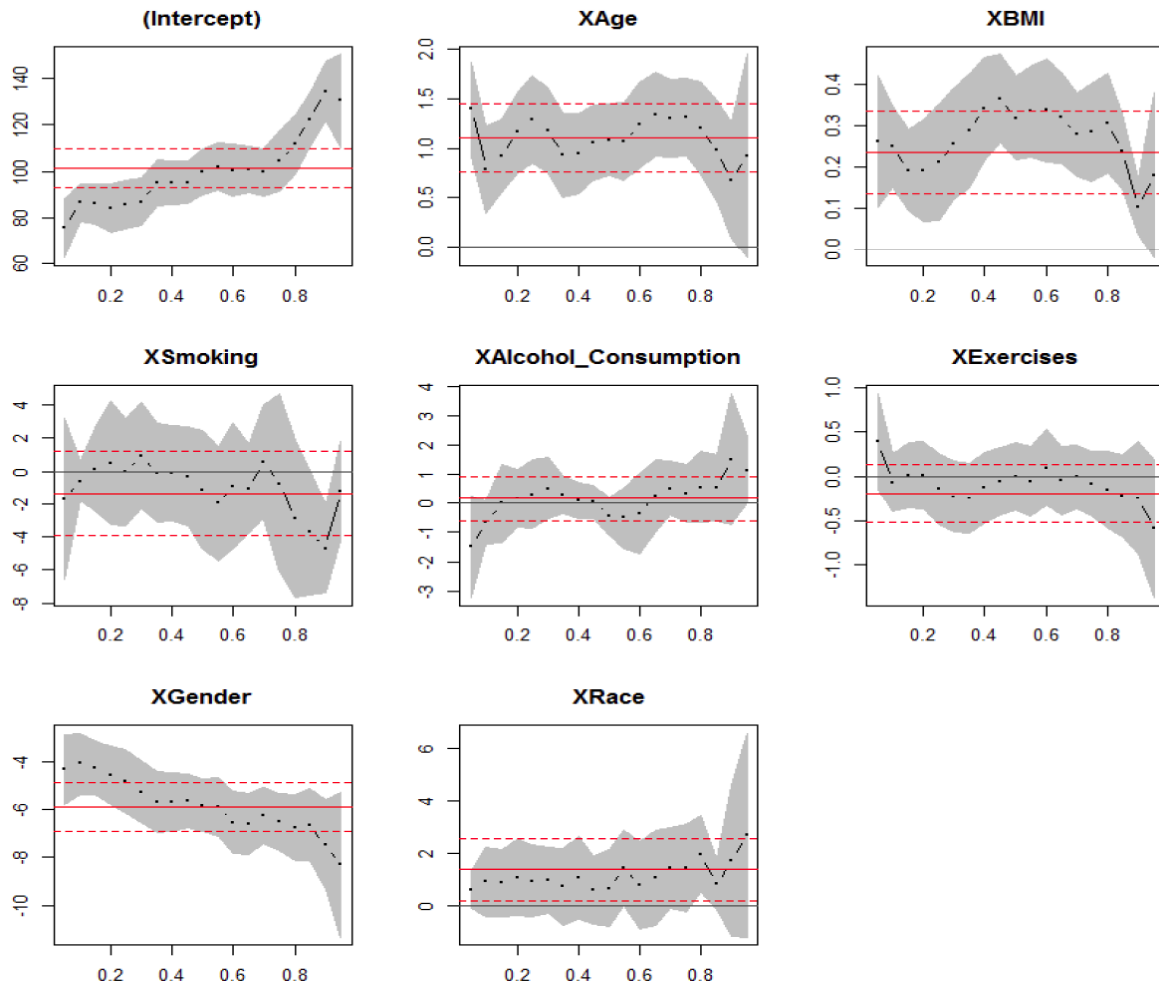 (Intercept)
XAge
XBMI
140
120
100
80
60
0.2 0.4 0.6 0.8
2.0
1.5
1.0
0.5
0.0
0.2 0.4 0.6 0.8
0.4
0.3
0.2
0.1
0.0
0.2 0.4 0.6 0.8
XSmoking
XAlcohol_Consumption
XExercises
4
2
0
-2
-4
-6
-8
0.2 0.4 0.6 0.8
4
3
2
1
0
-1
-2
-3
0.2 0.4 0.6 0.8
1.0
0.5
0.0
-0.5
-1.0
0.2 0.4 0.6 0.8
XGender
XRace
-4
-6
-8
-10
0.2 0.4 0.6 0.8
6
4
2
0
0.2 0.4 0.6 0.8